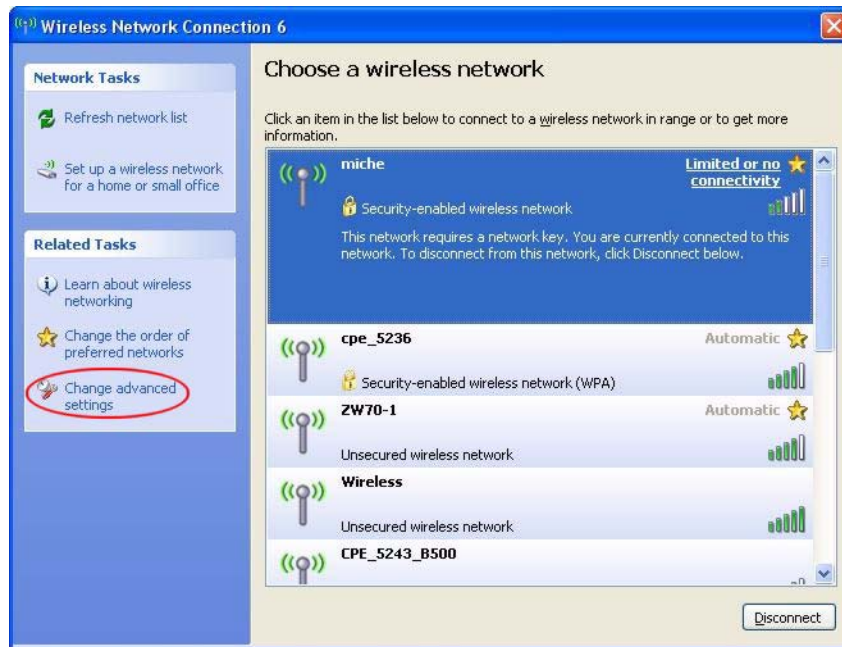 Wireless Network Connection 6
Network Tasks
Refresh network list
Set up a wireless network
for a home or small office
Related Tasks
Learn about wireless
networking
Change the order of
preferred networks
Change advanced
settings
Choose a wireless network
Click an item in the list below to connect to a wireless network in range or to get more
information.
miche
Limited or no
connectivity
Security-enabled wireless network
This network requires a network key. You are currently connected to this
network. To disconnect from this network, click Disconnect below.
cpe_5236
Automatic
Security-enabled wireless network (WPA)
ZW70-1
Automatic
Unsecured wireless network
Wireless
Unsecured wireless network
CPE_5243_B500
Disconnect